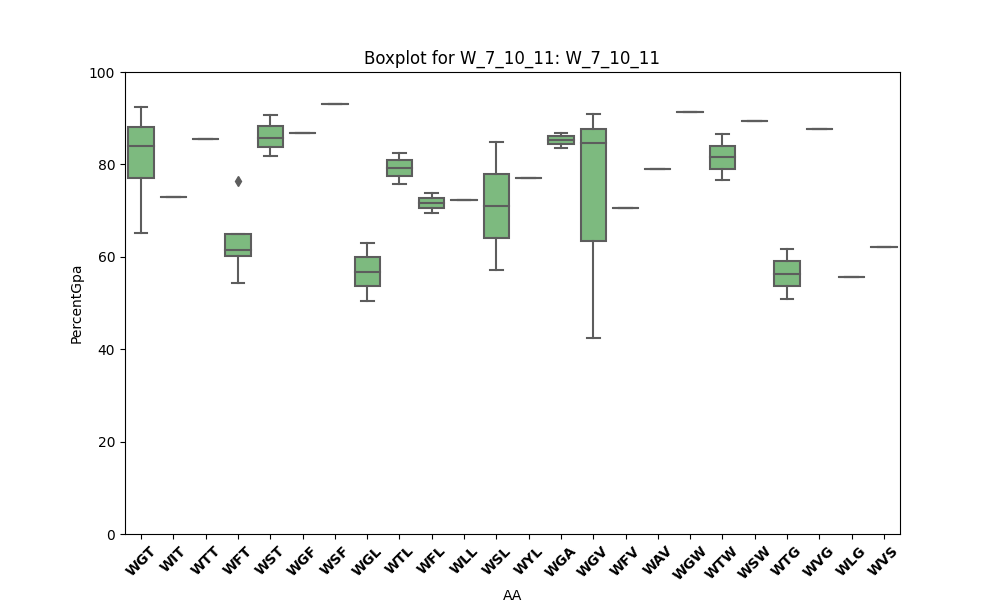 Boxplot for W_7_10_11: W_7_10_11
PercentGpa
100
80
60
40
20
0
WGT WIT WTT WFT WST WGF WSF WGL WTL WFL WLL WSL WYL WGA WGV WFV WAV WGW WTW WSW WTG WVG WLG WVS
AA